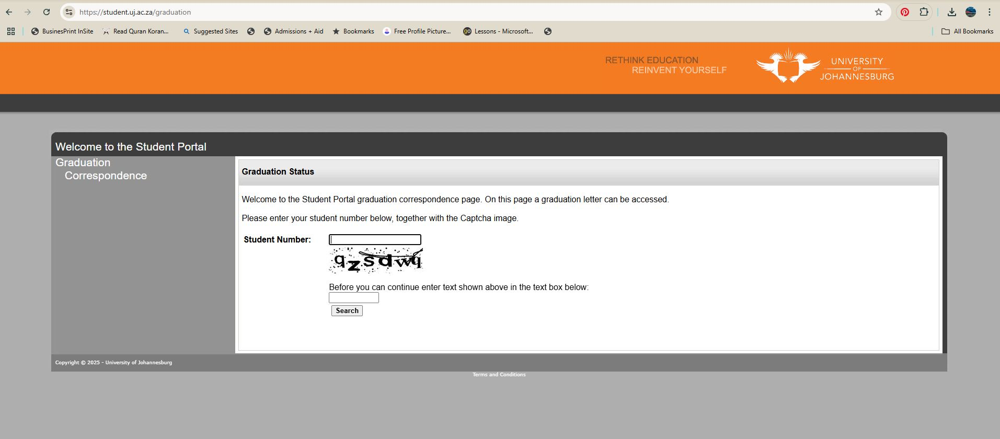 https://student.uj.ac.za/graduation
BusinesPrint InSite
Read Quran Koran...
Suggested Sites
Admissions + Aid
Bookmarks
Free Profile Picture...
go
Lessons - Microsoft...
All Bookmarks
RETHINK EDUCATION
REINVENT YOURSELF
UNIVERSITY
OF
JOHANNESBURG
Welcome to the Student Portal
Graduation
Correspondence
Graduation Status
Welcome to the Student Portal graduation correspondence page. On this page a graduation letter can be accessed.
Please enter your student number below, together with the Captcha image.
Student Number:
qzsdwq
Before you can continue enter text shown above in the text box below:
Search
Copyright © 2025 - University of Johannesburg
Terms and Conditions